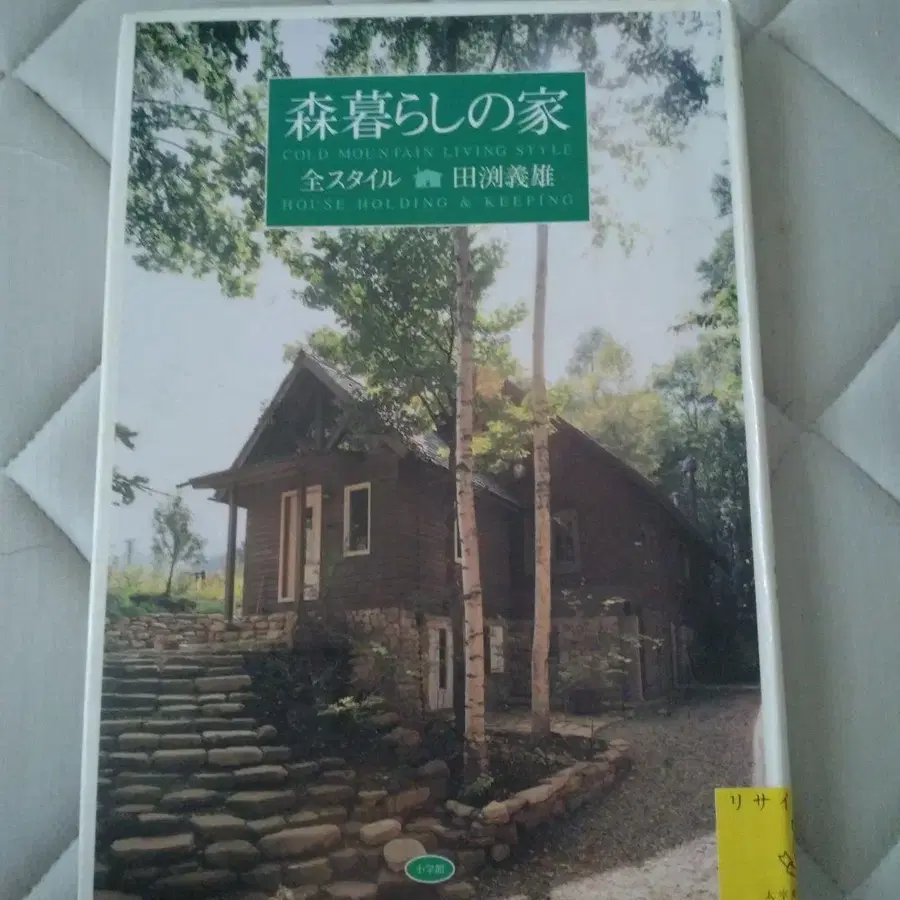 森暮らしの家
COLD MOUNTAIN LIVING STYLE
全スタイル 田渕義雄
HOUSE HOLDING & KEEPING
小学館
リサイ